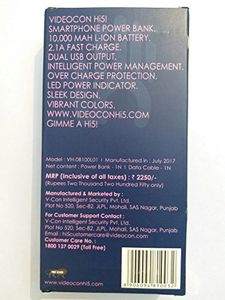 VIDEOCON Hi5!
SMARTPHONE POWER BANK.
10,000 MAH L-ION BATTERY.
2.1A FAST CHARGE.
DUAL USB OUTPUT.
INTELLIGENT POWER MANAGEMENT.
OVER CHARGE PROTECTION.
LED POWER INDICATOR.
SLEEK DESIGN.
VIBRANT COLORS.
WWW.VIDEOCONHI5.COM
GIMME A Hi5!
Model : VH-DB100L01 | Manufactured in : July 2017
Net content : Power Bank - 1N | Data Cable - 1N
MRP (Inclusive of all taxes) : ₹ 2250/-
(Rupees Two Thousand Two Hundred Fifty only)
Manufactured & Marketed by :
V-Con Intelligent Security Pvt. Ltd.
Plot No 520, Sec-82, JLPL, Mohali, SAS Nagar, Punjab
For Customer Support Contact :
V-Con Intelligent Security Pvt. Ltd.
Plot No 520, Sec-82, JLPL, Mohali, SAS Nagar, Punjab
Email : hi5customercare@videocon.com
Customer Care No. :
1800 137 0029 (Toll Free)
www.videoconhi5.com